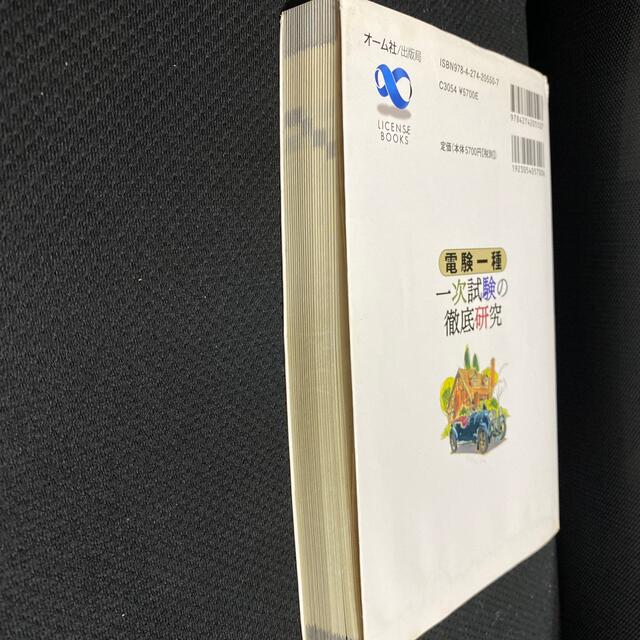 オーム社/出版局
LICENSE
BOOKS
ISBN978-4-274-20550-7
C3054 ¥5700E
定価(本体5700円[税別])
電験一種
一次試験の
徹底研究